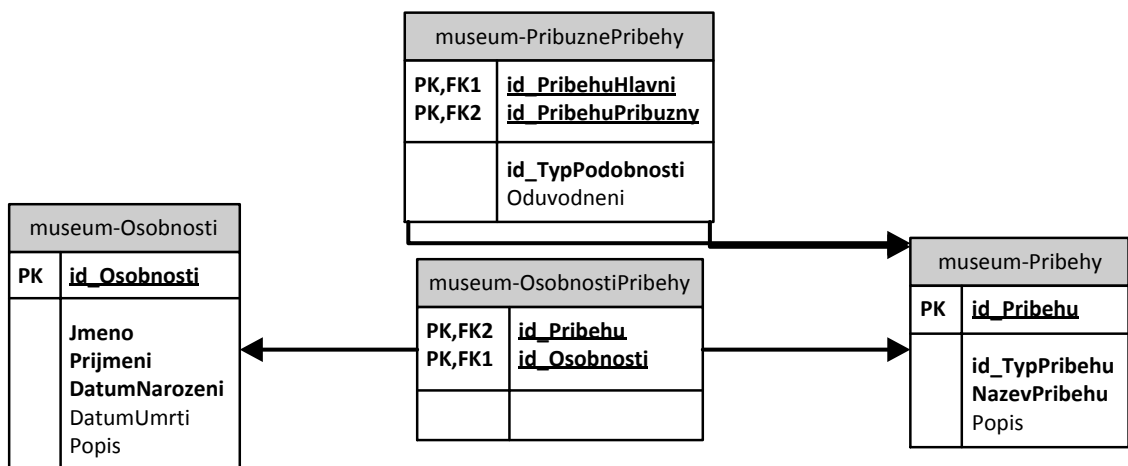 museum-PribuznePribehy
PK,FK1 id_PribehuHlavni
PK,FK2 id_PribehuPribuzny
id_TypPodobnosti
Oduvodneni
museum-Osobnosti
PK id_Osobnosti
Jmeno
Prijmeni
DatumNarozeni
DatumUmrti
Popis
museum-OsobnostiPribehy
PK,FK2 id_Pribehu
PK,FK1 id_Osobnosti
museum-Pribehy
PK id_Pribehu
id_TypPribehu
NazevPribehu
Popis